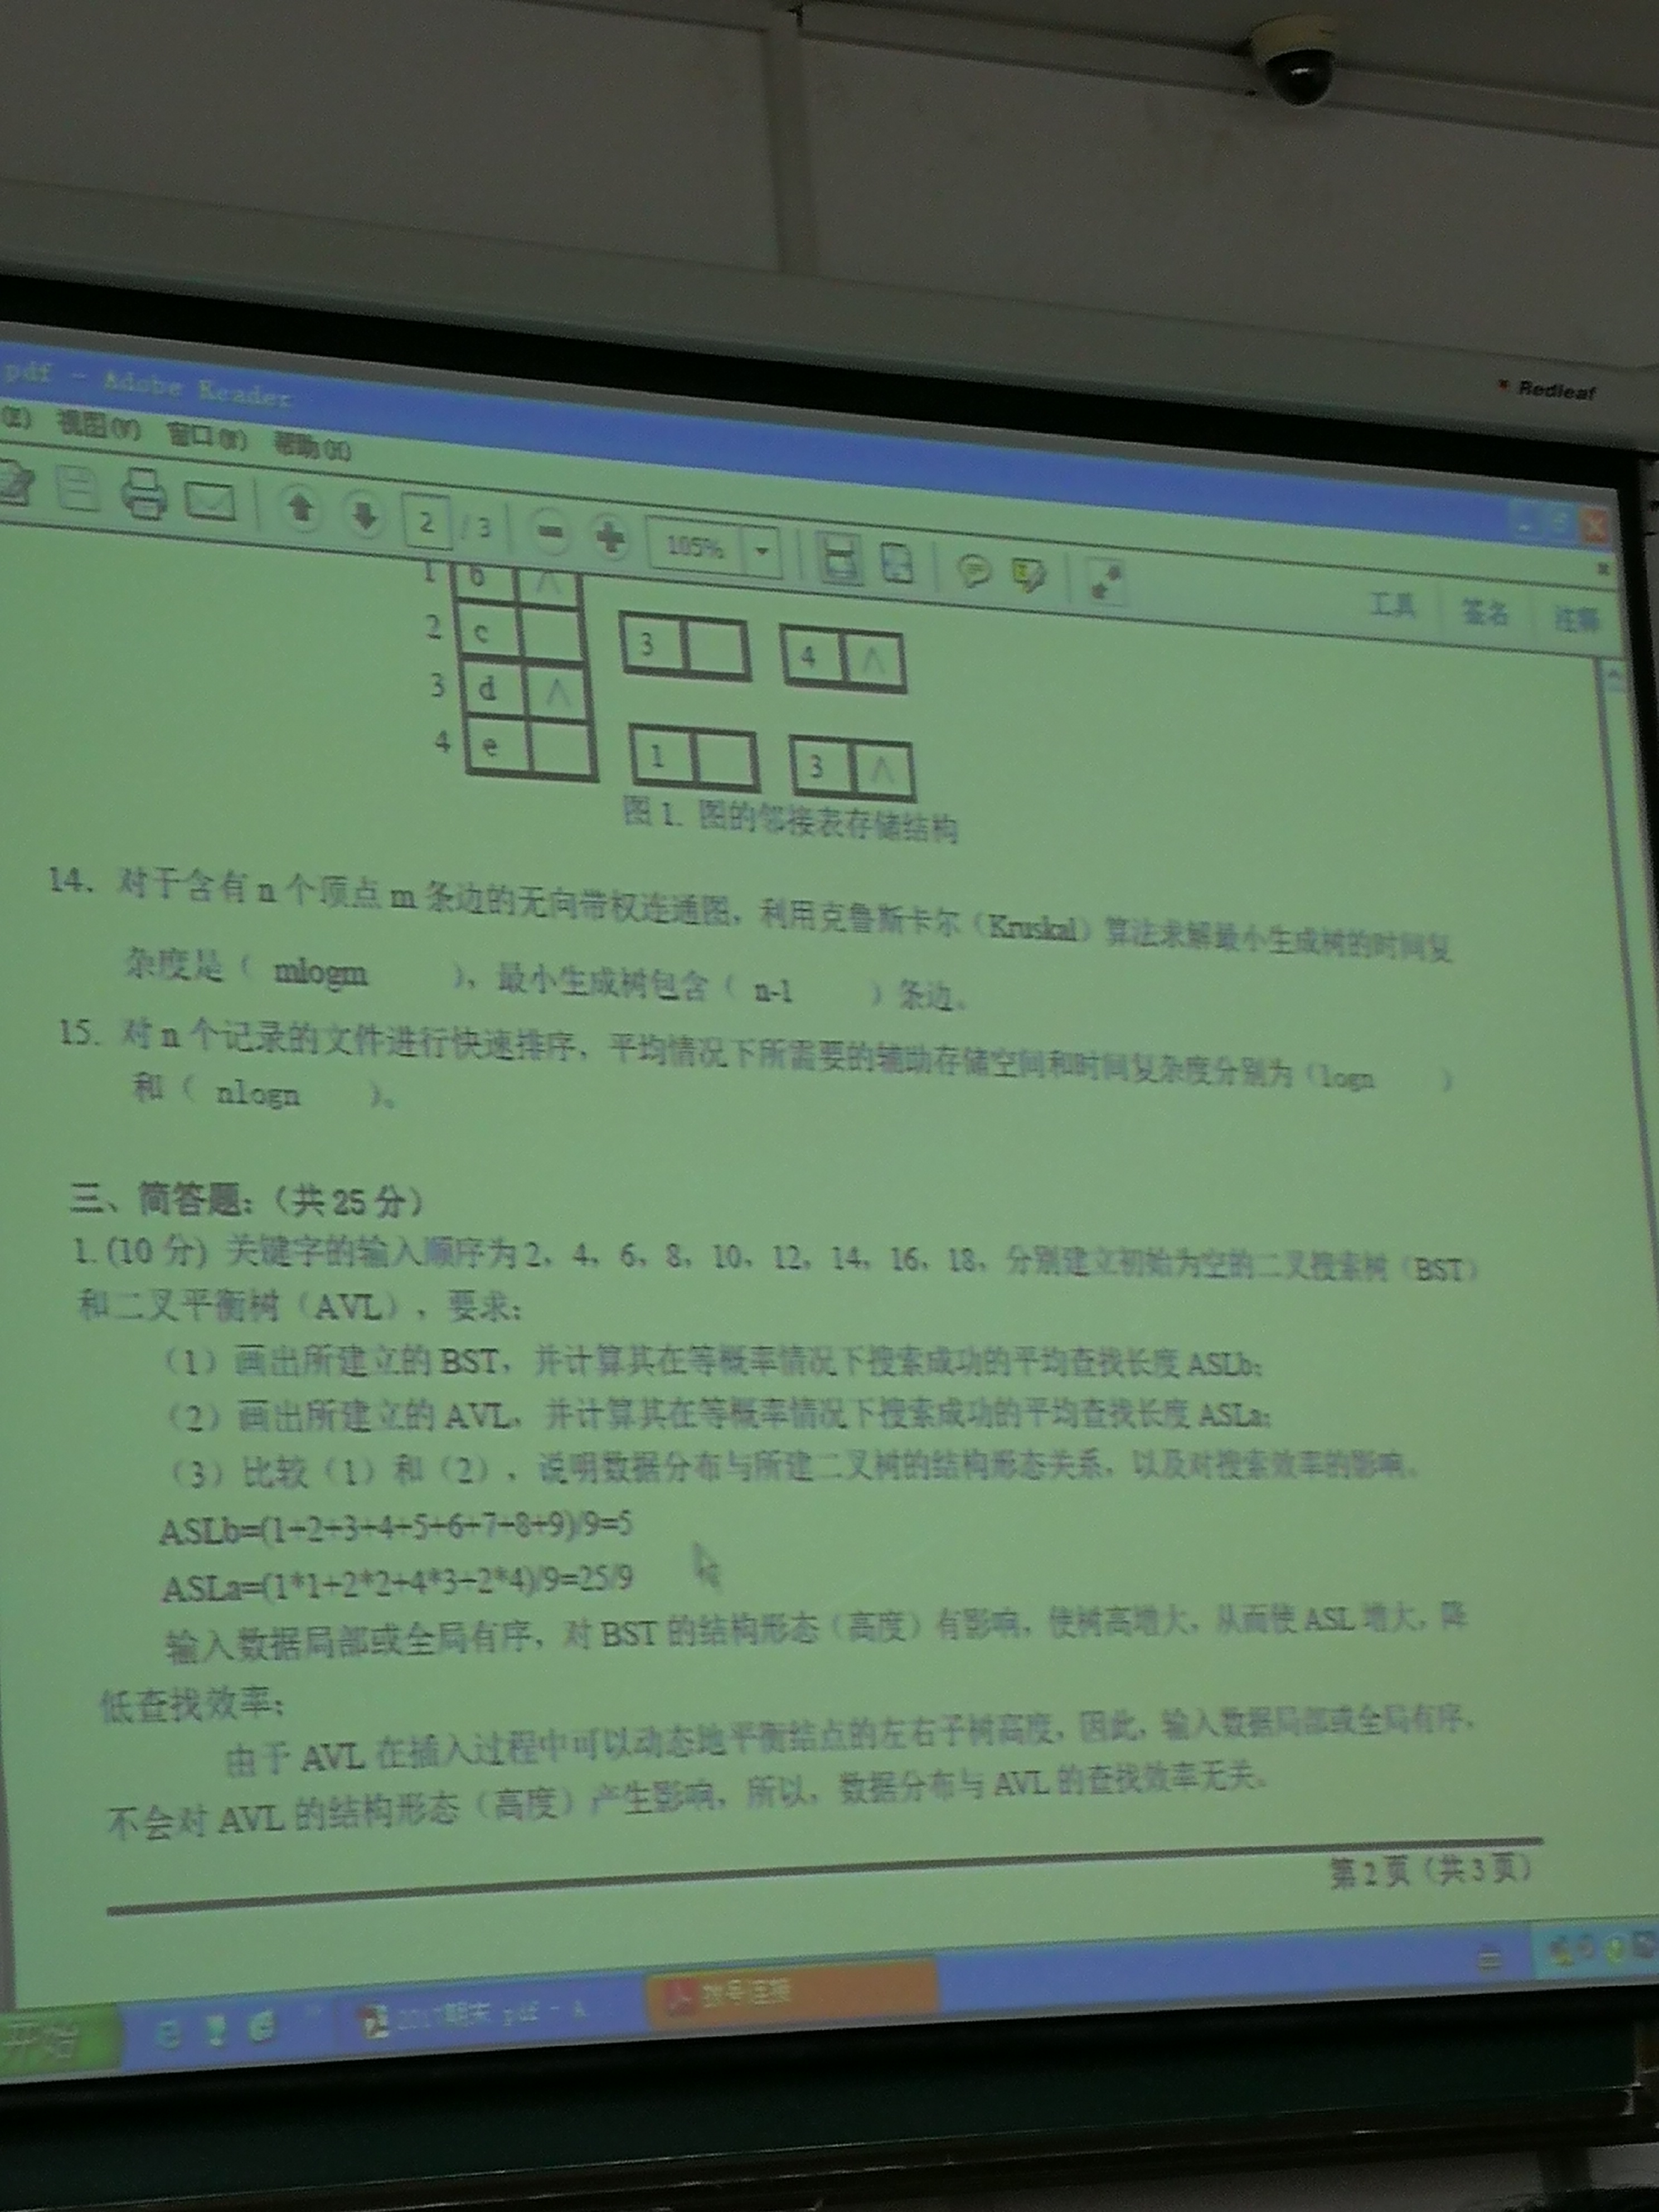 Redleaf
pdf - Adobe Reader
(E) 视图(V) 窗口(W) 帮助(H)
2 / 3 105%
工具 签名 注释
1 b ∧
2 c 3 4 ∧
3 d ∧
4 e 1 3 ∧
图 1. 图的邻接表存储结构
14. 对于含有 n 个顶点 m 条边的无向带权连通图，利用克鲁斯卡尔（Kruskal）算法求解最小生成树的时间复
杂度是（ mlogm ），最小生成树包含（ n-1 ）条边。
15. 对 n 个记录的文件进行快速排序，平均情况下所需要的辅助存储空间和时间复杂度分别为（logn ）
和（ nlogn ）。
三、简答题：（共 25 分）
1. (10 分) 关键字的输入顺序为 2，4，6，8，10，12，14，16，18，分别建立初始为空的二叉搜索树（BST）
和二叉平衡树（AVL），要求：
（1）画出所建立的 BST，并计算其在等概率情况下搜索成功的平均查找长度 ASLb；
（2）画出所建立的 AVL，并计算其在等概率情况下搜索成功的平均查找长度 ASLa；
（3）比较（1）和（2），说明数据分布与所建二叉树的结构形态关系，以及对搜索效率的影响。
ASLb=(1+2+3+4+5+6+7+8+9)/9=5
ASLa=(1*1+2*2+4*3+2*4)/9=25/9
输入数据局部或全局有序，对 BST 的结构形态（高度）有影响，使树高增大，从而使 ASL 增大，降
低查找效率；
由于 AVL 在插入过程中可以动态地平衡结点的左右子树高度，因此，输入数据局部或全局有序，
不会对 AVL 的结构形态（高度）产生影响，所以，数据分布与 AVL 的查找效率无关。
第 2 页（共 3 页）
开始 2017期末 pdf - A...